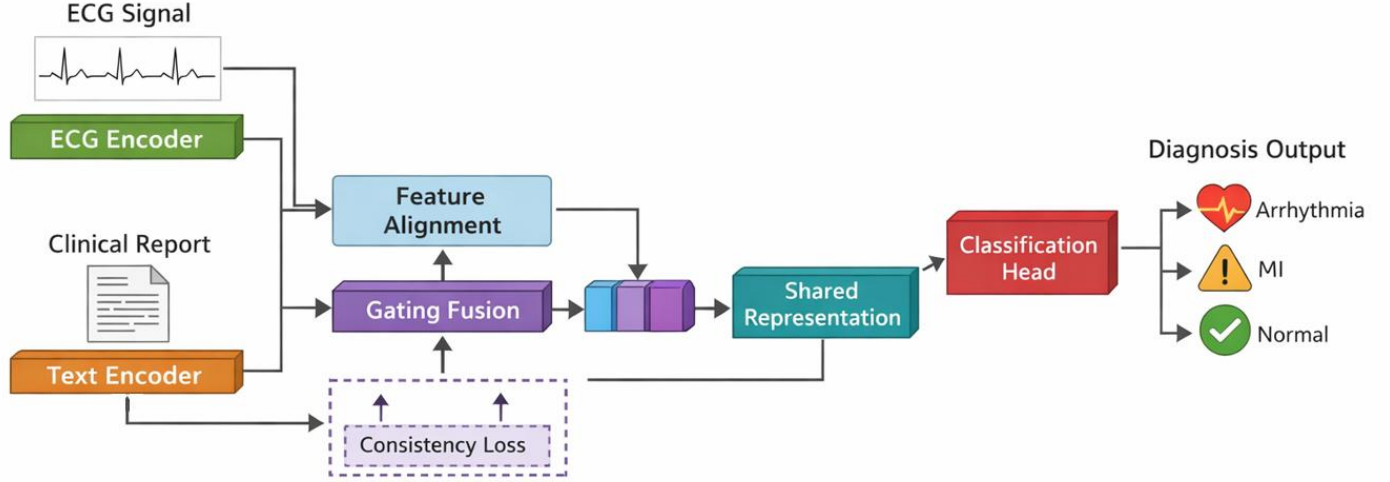 ECG Signal
ECG Encoder
Clinical Report
Text Encoder
Feature
Alignment
Gating Fusion
Consistency Loss
Shared
Representation
Classification
Head
Diagnosis Output
Arrhythmia
MI
Normal